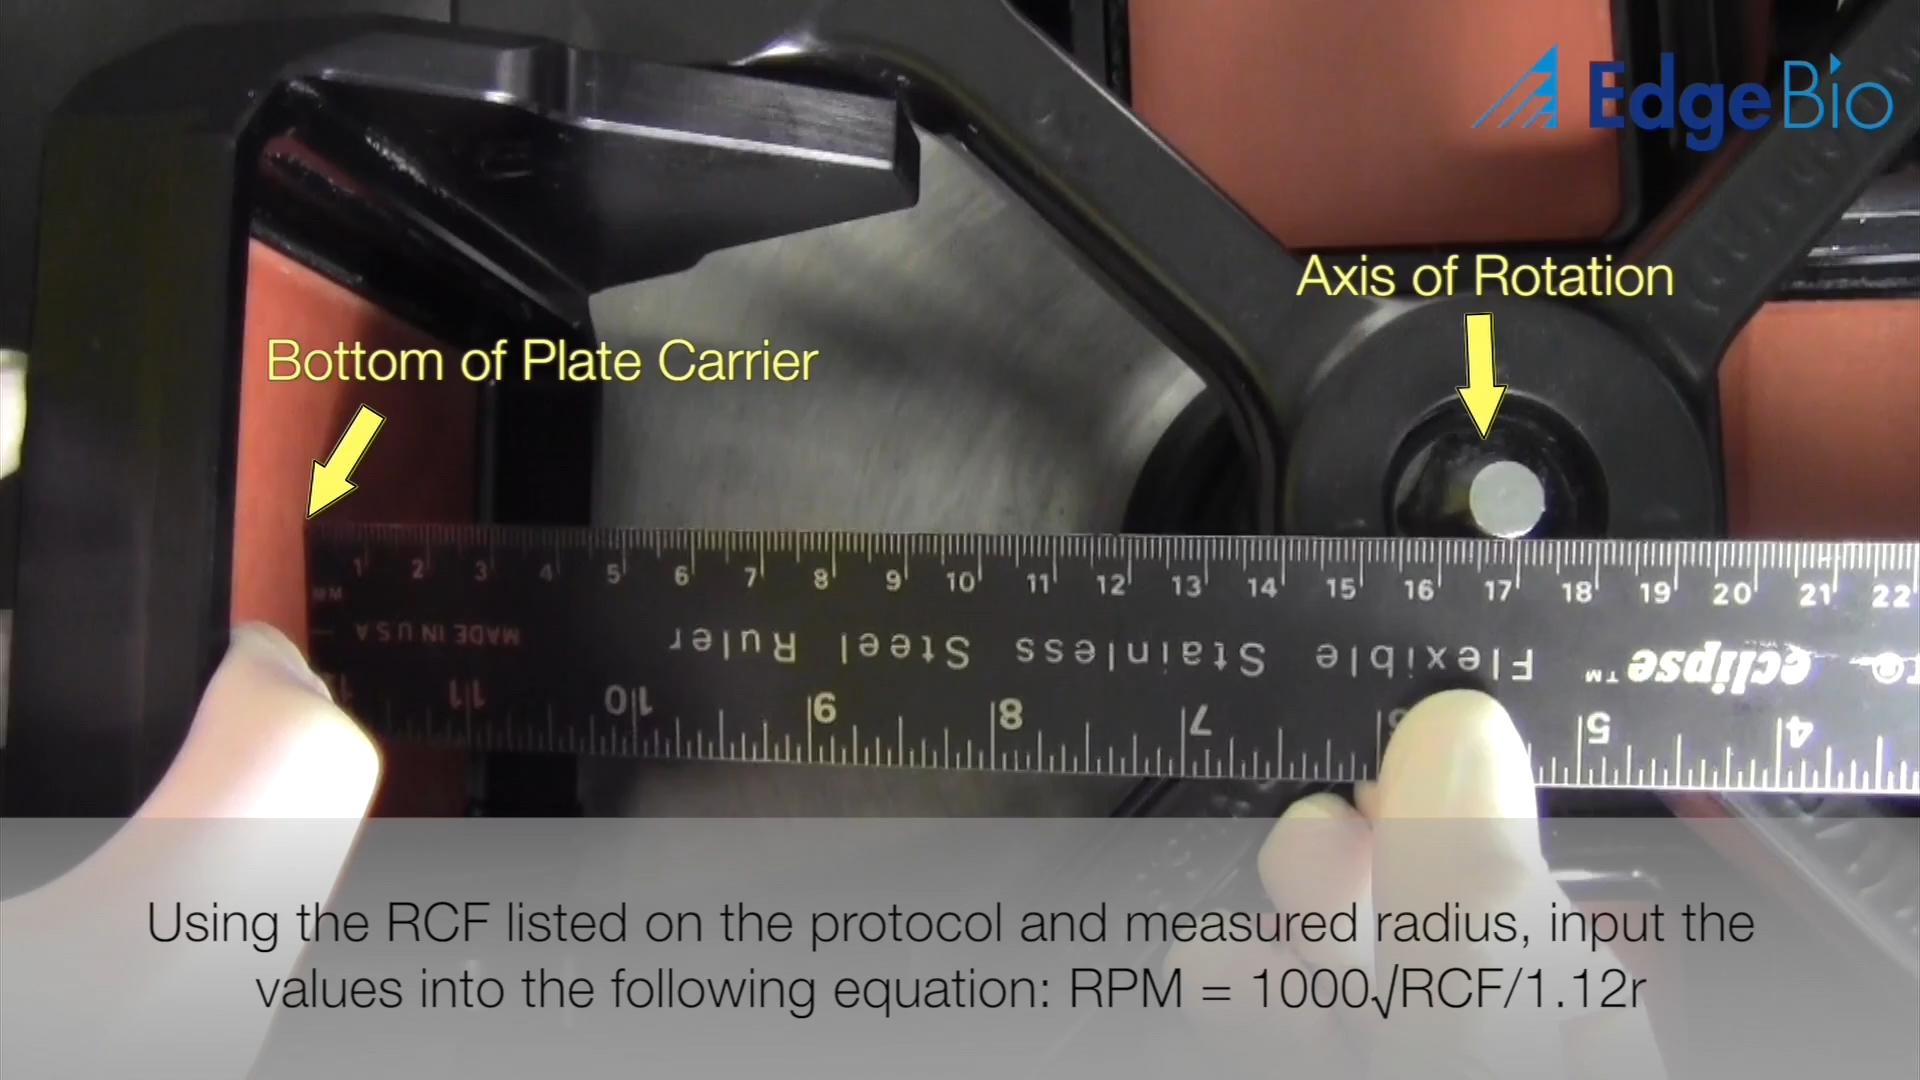 EdgeBio
Axis of Rotation
Bottom of Plate Carrier
1 2 3 4 5 6 7 8 9 10 11 12 13 14 15 16 17 18 19 20 21 22
MM
MADE IN USA
Flexible Stainless Steel Ruler
eclipse™ ®
11 10 9 8 7 6 5 4
Using the RCF listed on the protocol and measured radius, input the
values into the following equation: RPM = 1000√RCF/1.12r